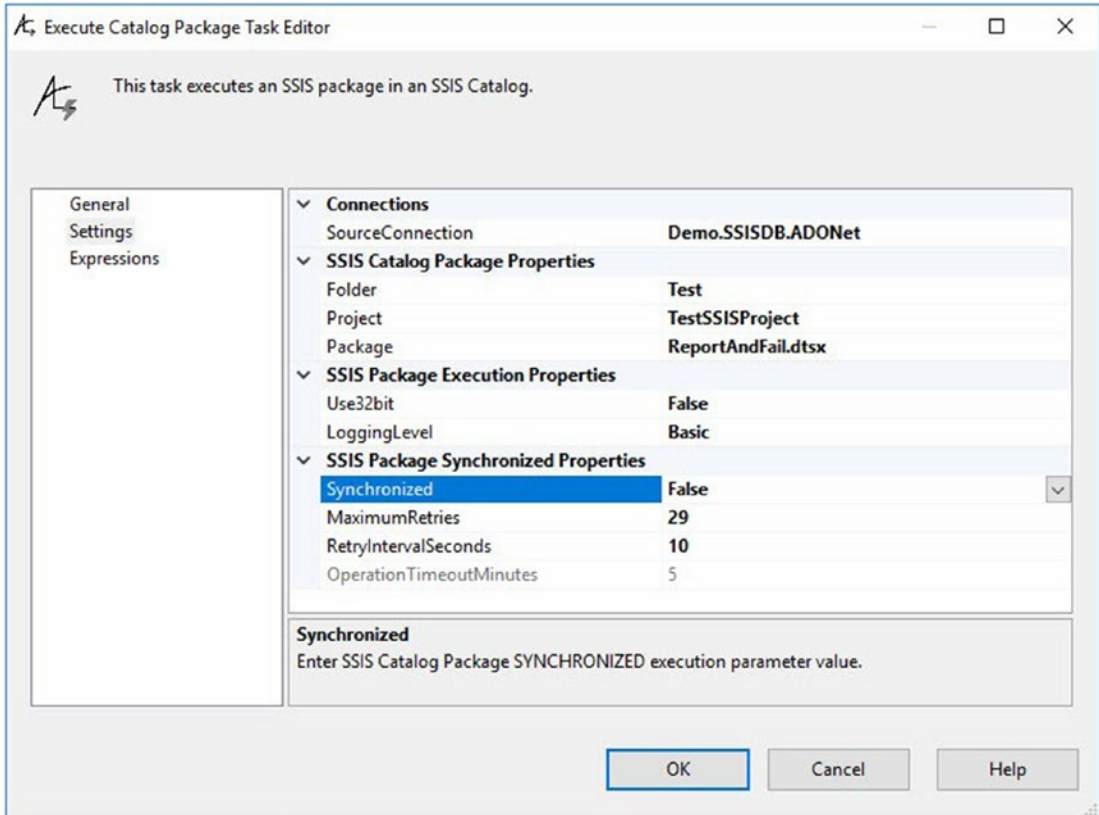 Execute Catalog Package Task Editor
This task executes an SSIS package in an SSIS Catalog.
General
Settings
Expressions
Connections
SourceConnection Demo.SSISDB.ADONet
SSIS Catalog Package Properties
Folder Test
Project TestSSISProject
Package ReportAndFail.dtsx
SSIS Package Execution Properties
Use32bit False
LoggingLevel Basic
SSIS Package Synchronized Properties
Synchronized False
MaximumRetries 29
RetryIntervalSeconds 10
OperationTimeoutMinutes 5
Synchronized
Enter SSIS Catalog Package SYNCHRONIZED execution parameter value.
OK Cancel Help